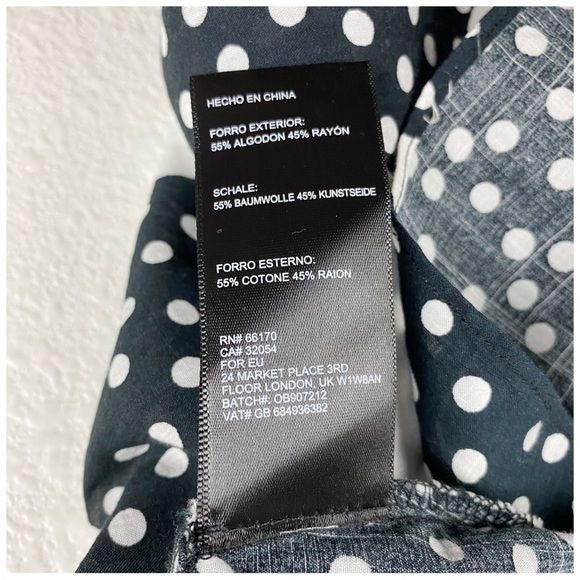 HECHO EN CHINA
FORRO EXTERIOR:
55% ALGODON 45% RAYÓN
SCHALE:
55% BAUMWOLLE 45% KUNSTSEIDE
FORRO ESTERNO:
55% COTONE 45% RAION
RN# 66170
CA# 32054
FOR EU
24 MARKET PLACE 3RD
FLOOR LONDON, UK W1W8AN
BATCH#: OB907212
VAT# GB 684936382